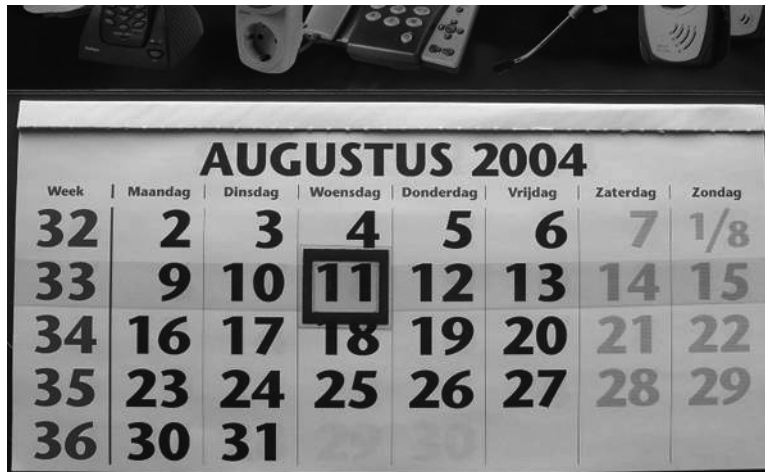 AUGUSTUS 2004
Week Maandag Dinsdag Woensdag Donderdag Vrijdag Zaterdag Zondag
32 2 3 4 5 6 7 1/8
33 9 10 11 12 13 14 15
34 16 17 18 19 20 21 22
35 23 24 25 26 27 28 29
36 30 31 29 30